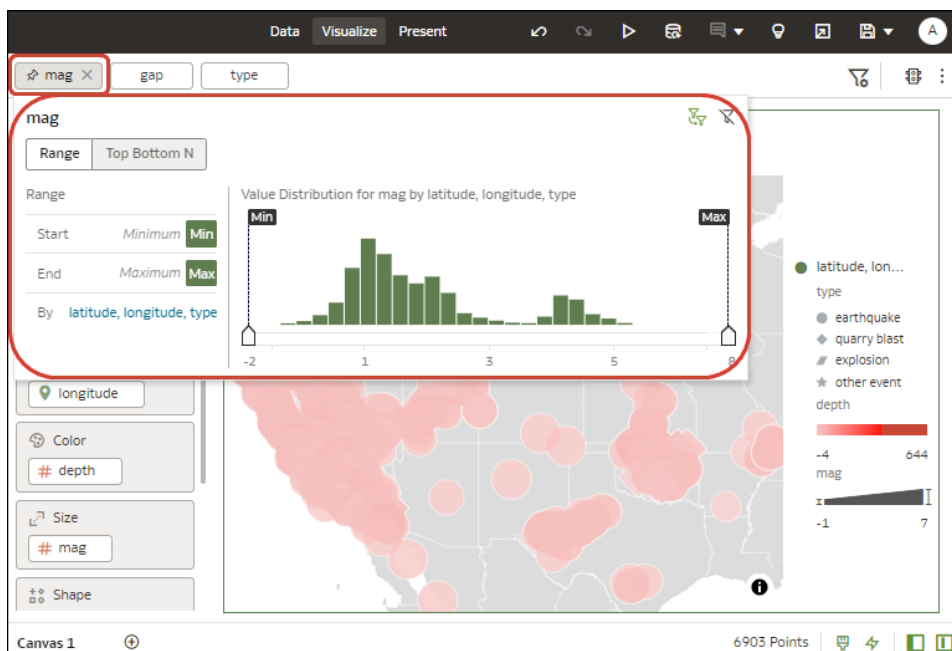 Data Visualize Present A
mag gap type
mag
Range Top Bottom N
Range
Value Distribution for mag by latitude, longitude, type
Min Max
Start Minimum Min
End Maximum Max
By latitude, longitude, type
-2 1 3 5 8
longitude
Color
# depth
Size
# mag
Shape
latitude, lon...
type
earthquake
quarry blast
explosion
other event
depth
-4 644
mag
-1 7
Canvas 1 6903 Points